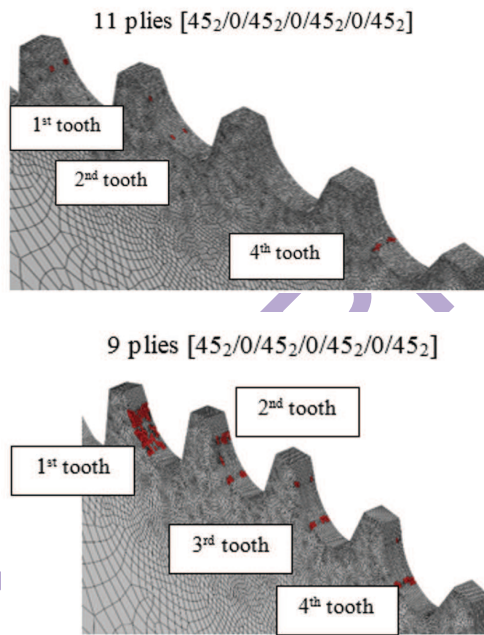 11 plies [45₂/0/45₂/0/45₂/0/45₂]
1ˢᵗ tooth
2ⁿᵈ tooth
4ᵗʰ tooth
9 plies [45₂/0/45₂/0/45₂/0/45₂]
2ⁿᵈ tooth
1ˢᵗ tooth
3ʳᵈ tooth
4ᵗʰ tooth